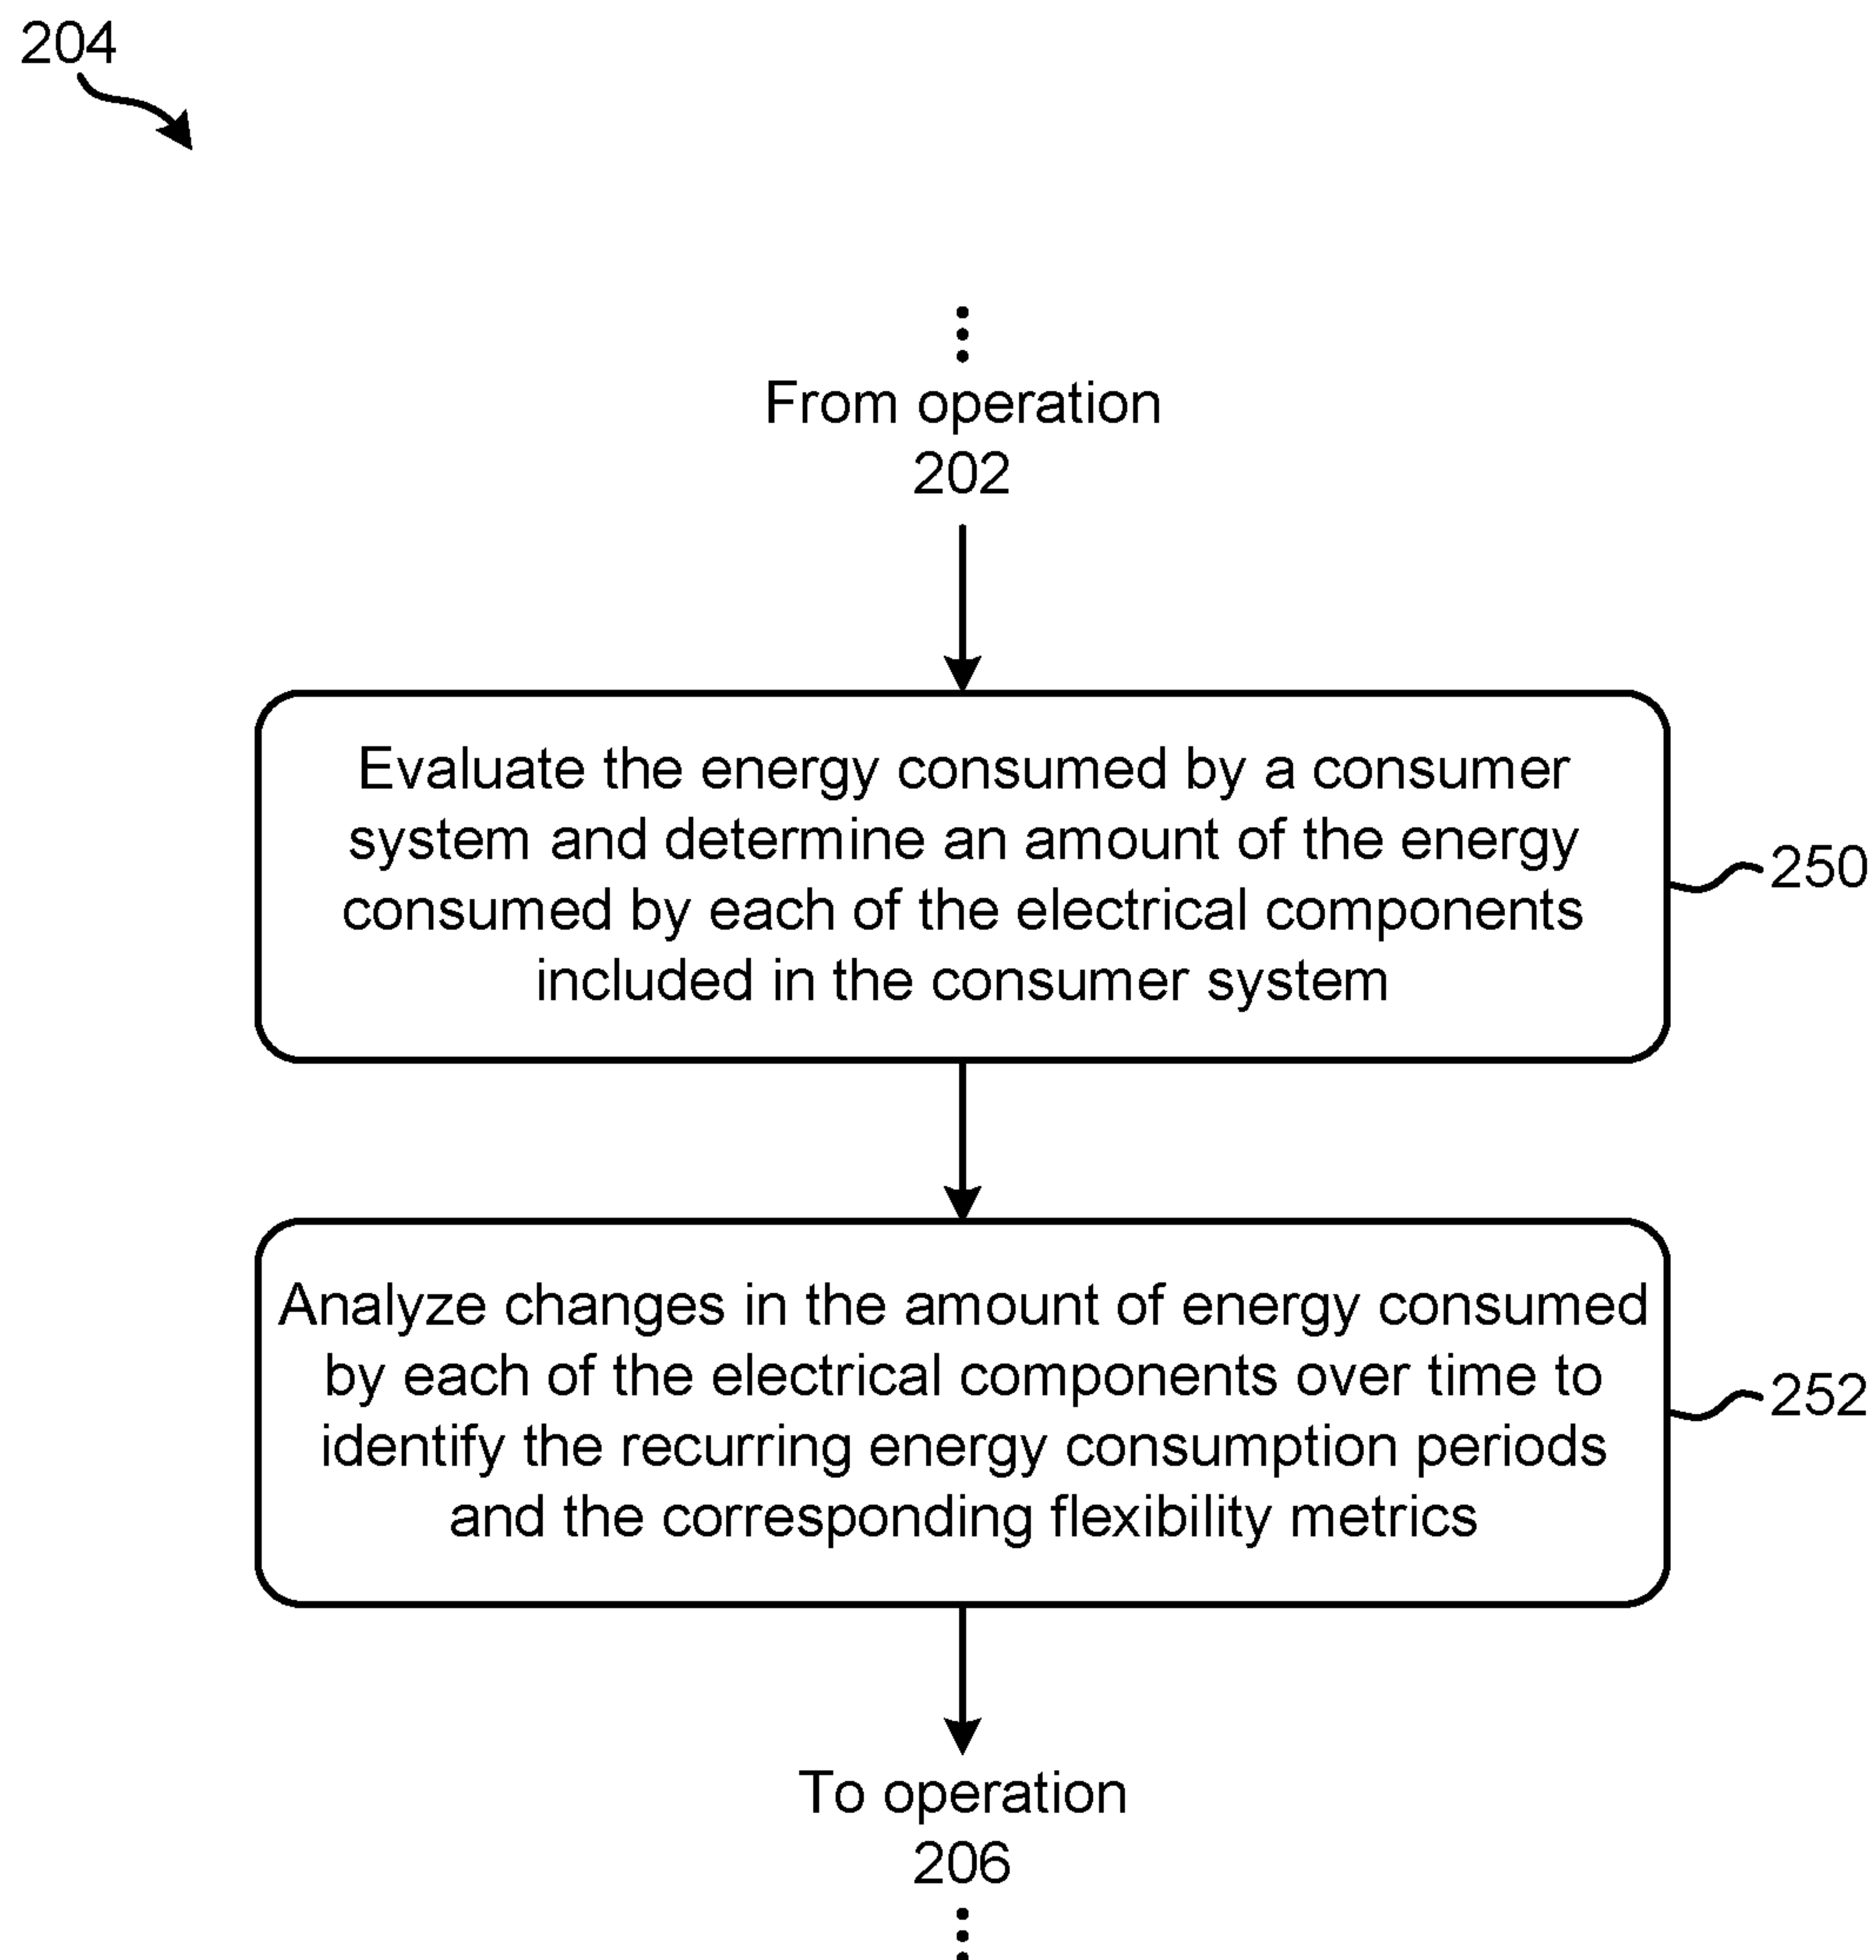 204
From operation
202
Evaluate the energy consumed by a consumer
system and determine an amount of the energy
consumed by each of the electrical components
included in the consumer system
250
Analyze changes in the amount of energy consumed
by each of the electrical components over time to
identify the recurring energy consumption periods
and the corresponding flexibility metrics
252
To operation
206